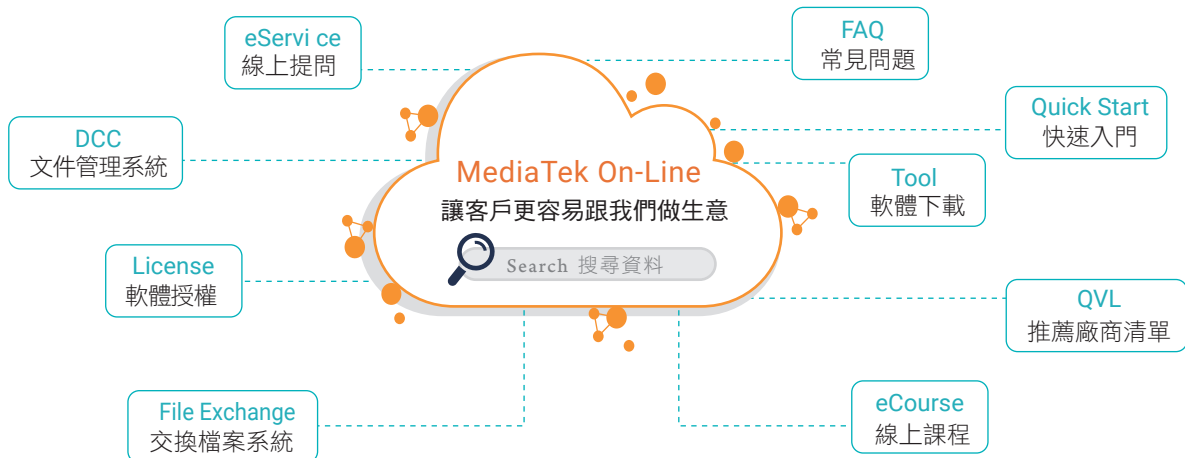 eServi ce
線上提問
FAQ
常見問題
DCC
文件管理系統
Quick Start
快速入門
MediaTek On-Line
讓客戶更容易跟我們做生意
Search 搜尋資料
Tool
軟體下載
License
軟體授權
QVL
推薦廠商清單
File Exchange
交換檔案系統
eCourse
線上課程